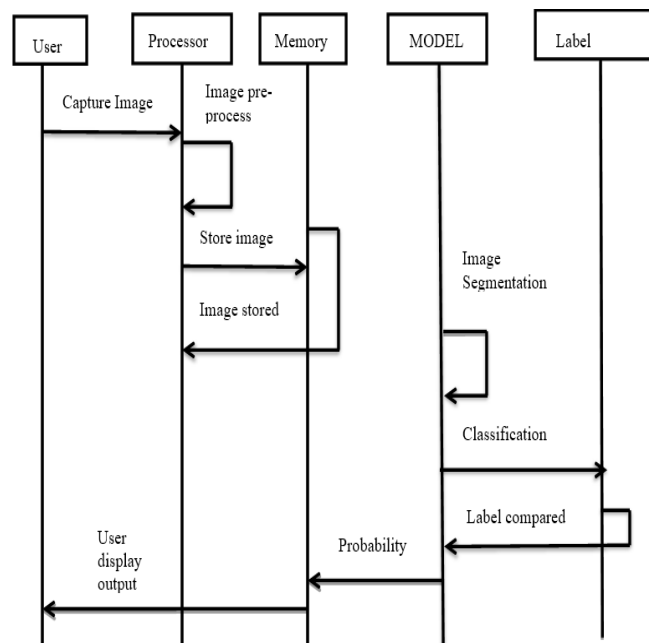 User
Processor
Memory
MODEL
Label
Capture Image
Image pre-
process
Store image
Image stored
Image
Segmentation
Classification
Label compared
Probability
User
display
output